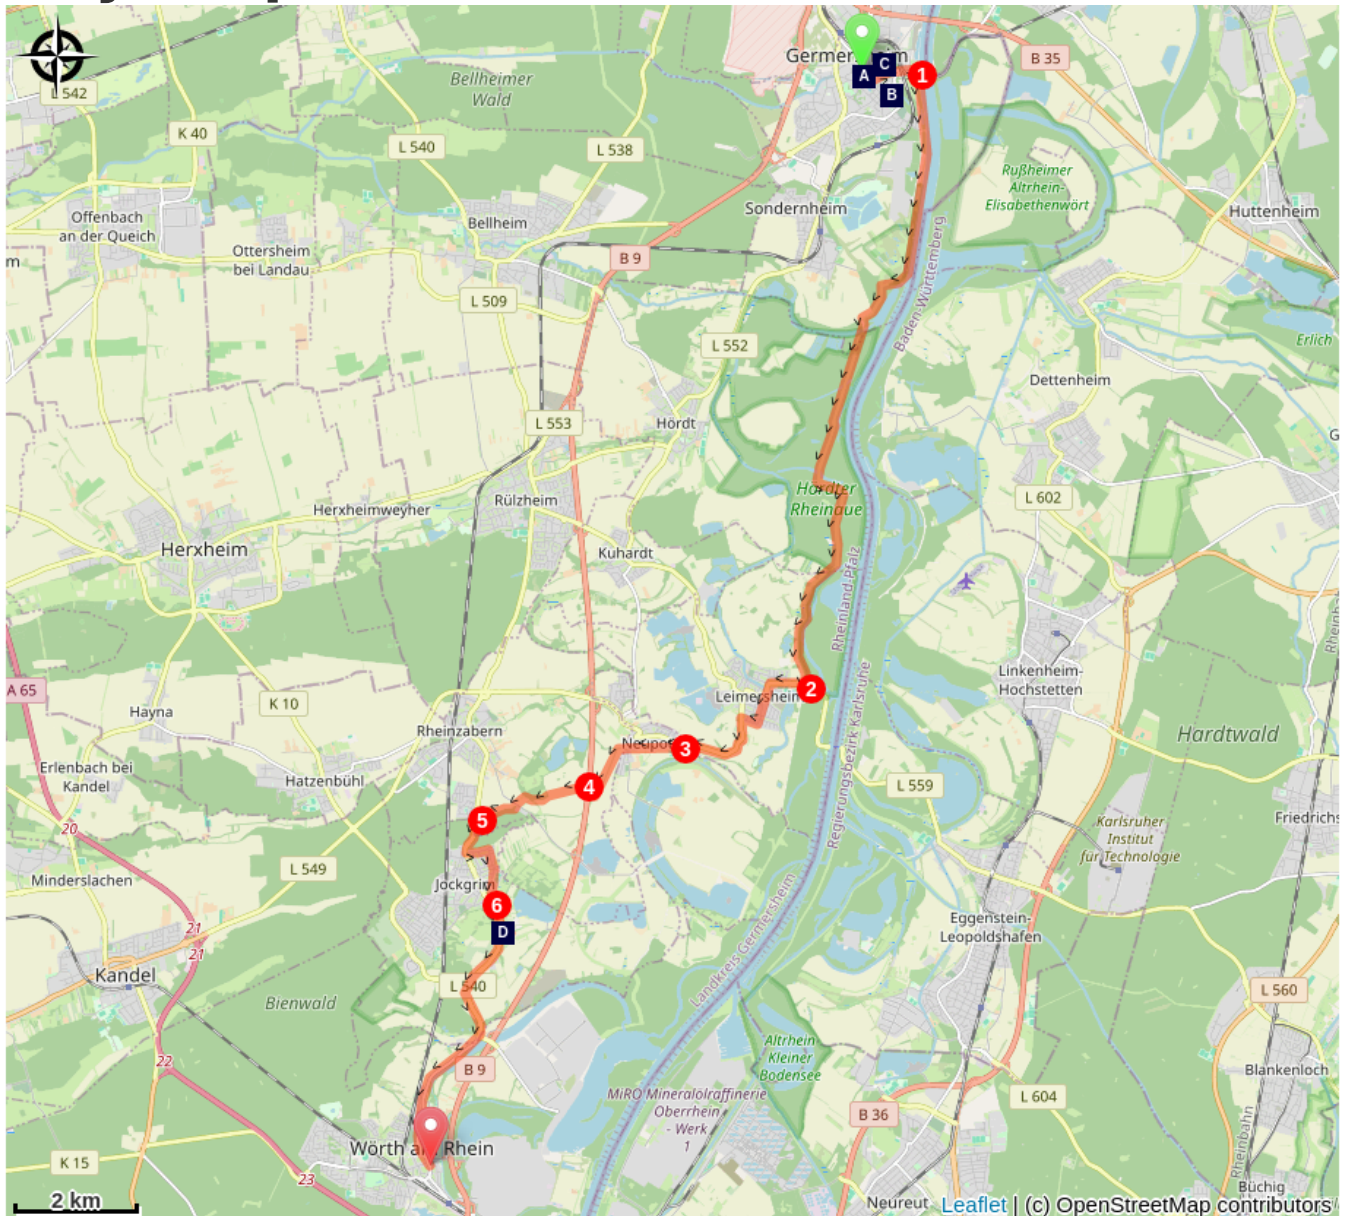 Germersheim
A
C
B
1
B 35
L 542
Bellheimer
Wald
K 40
L 540
L 538
Rußheimer
Altrhein-
Elisabethenwört
Offenbach
an der Queich
Bellheim
Sondernheim
Huttenheim
Ottersheim
bei Landau
B 9
m
L 509
Baden-Württemberg
L 552
Erlich
Dettenheim
L 553
Hördt
G
Herxheimweyher
Rülzheim
Hördter
Rheinaue
L 602
Herxheim
Kuhardt
Rheinland-Pfalz
Linkenheim-
Hochstetten
A 65
K 10
Leimersheim
2
Hayna
Rheinzabern
3
Regierungsbezirk Karlsruhe
Hardtwald
Erlenbach bei
Kandel
Hatzenbühl
4
L 559
20
5
Karlsruher
Institut
für Technologie
Friedrichs
L 549
Minderslachen
Jockgrim
6
D
21
21
Eggenstein-
Leopoldshafen
Kandel
Landkreis Germersheim
L 540
L 560
Bienwald
22
B 9
Altrhein
Kleiner
Bodensee
Blankenloch
MiRO Mineralölraffinerie
Oberrhein
- Werk
1
B 36
L 604
Wörth am Rhein
K 15
23
Rheinbahn
Büchig
2 km
Neureut
Leaflet | (c) OpenStreetMap contributors